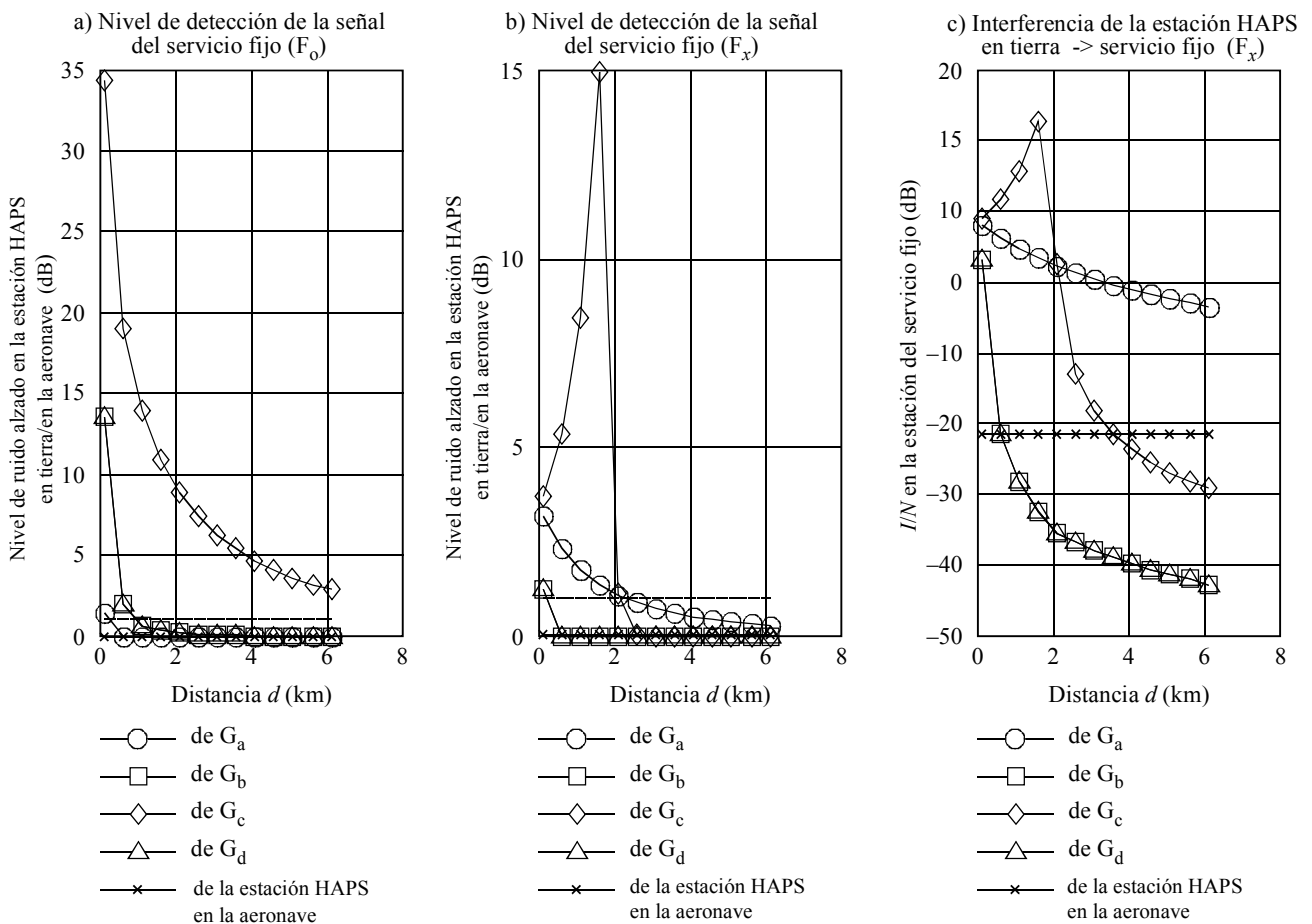 a) Nivel de detección de la señal
del servicio fijo (Fo)
b) Nivel de detección de la señal
del servicio fijo (Fx)
c) Interferencia de la estación HAPS
en tierra -> servicio fijo (Fx)
Nivel de ruido alzado en la estación HAPS
en tierra/en la aeronave (dB)
35
30
25
20
15
10
5
0
0
2
4
6
8
Distancia d (km)
Nivel de ruido alzado en la estación HAPS
en tierra/en la aeronave (dB)
15
10
5
0
0
2
4
6
8
Distancia d (km)
I/N en la estación del servicio fijo (dB)
20
15
10
0
–10
–20
–30
–40
–50
0
2
4
6
8
Distancia d (km)
de Ga
de Gb
de Gc
de Gd
de la estación HAPS
en la aeronave
de Ga
de Gb
de Gc
de Gd
de la estación HAPS
en la aeronave
de Ga
de Gb
de Gc
de Gd
de la estación HAPS
en la aeronave